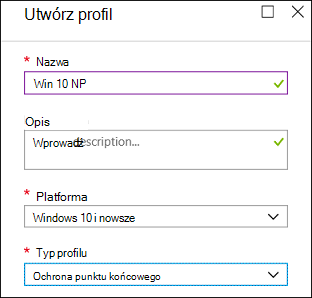 Utwórz profil
* Nazwa
Win 10 NP
Opis
Wprowadź description...
* Platforma
Windows 10 i nowsze
* Typ profilu
Ochrona punktu końcowego